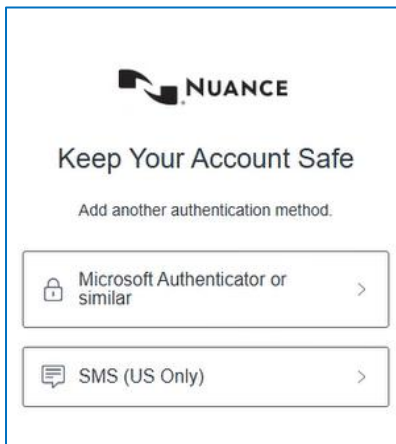 NUANCE
Keep Your Account Safe
Add another authentication method.
Microsoft Authenticator or
similar
SMS (US Only)